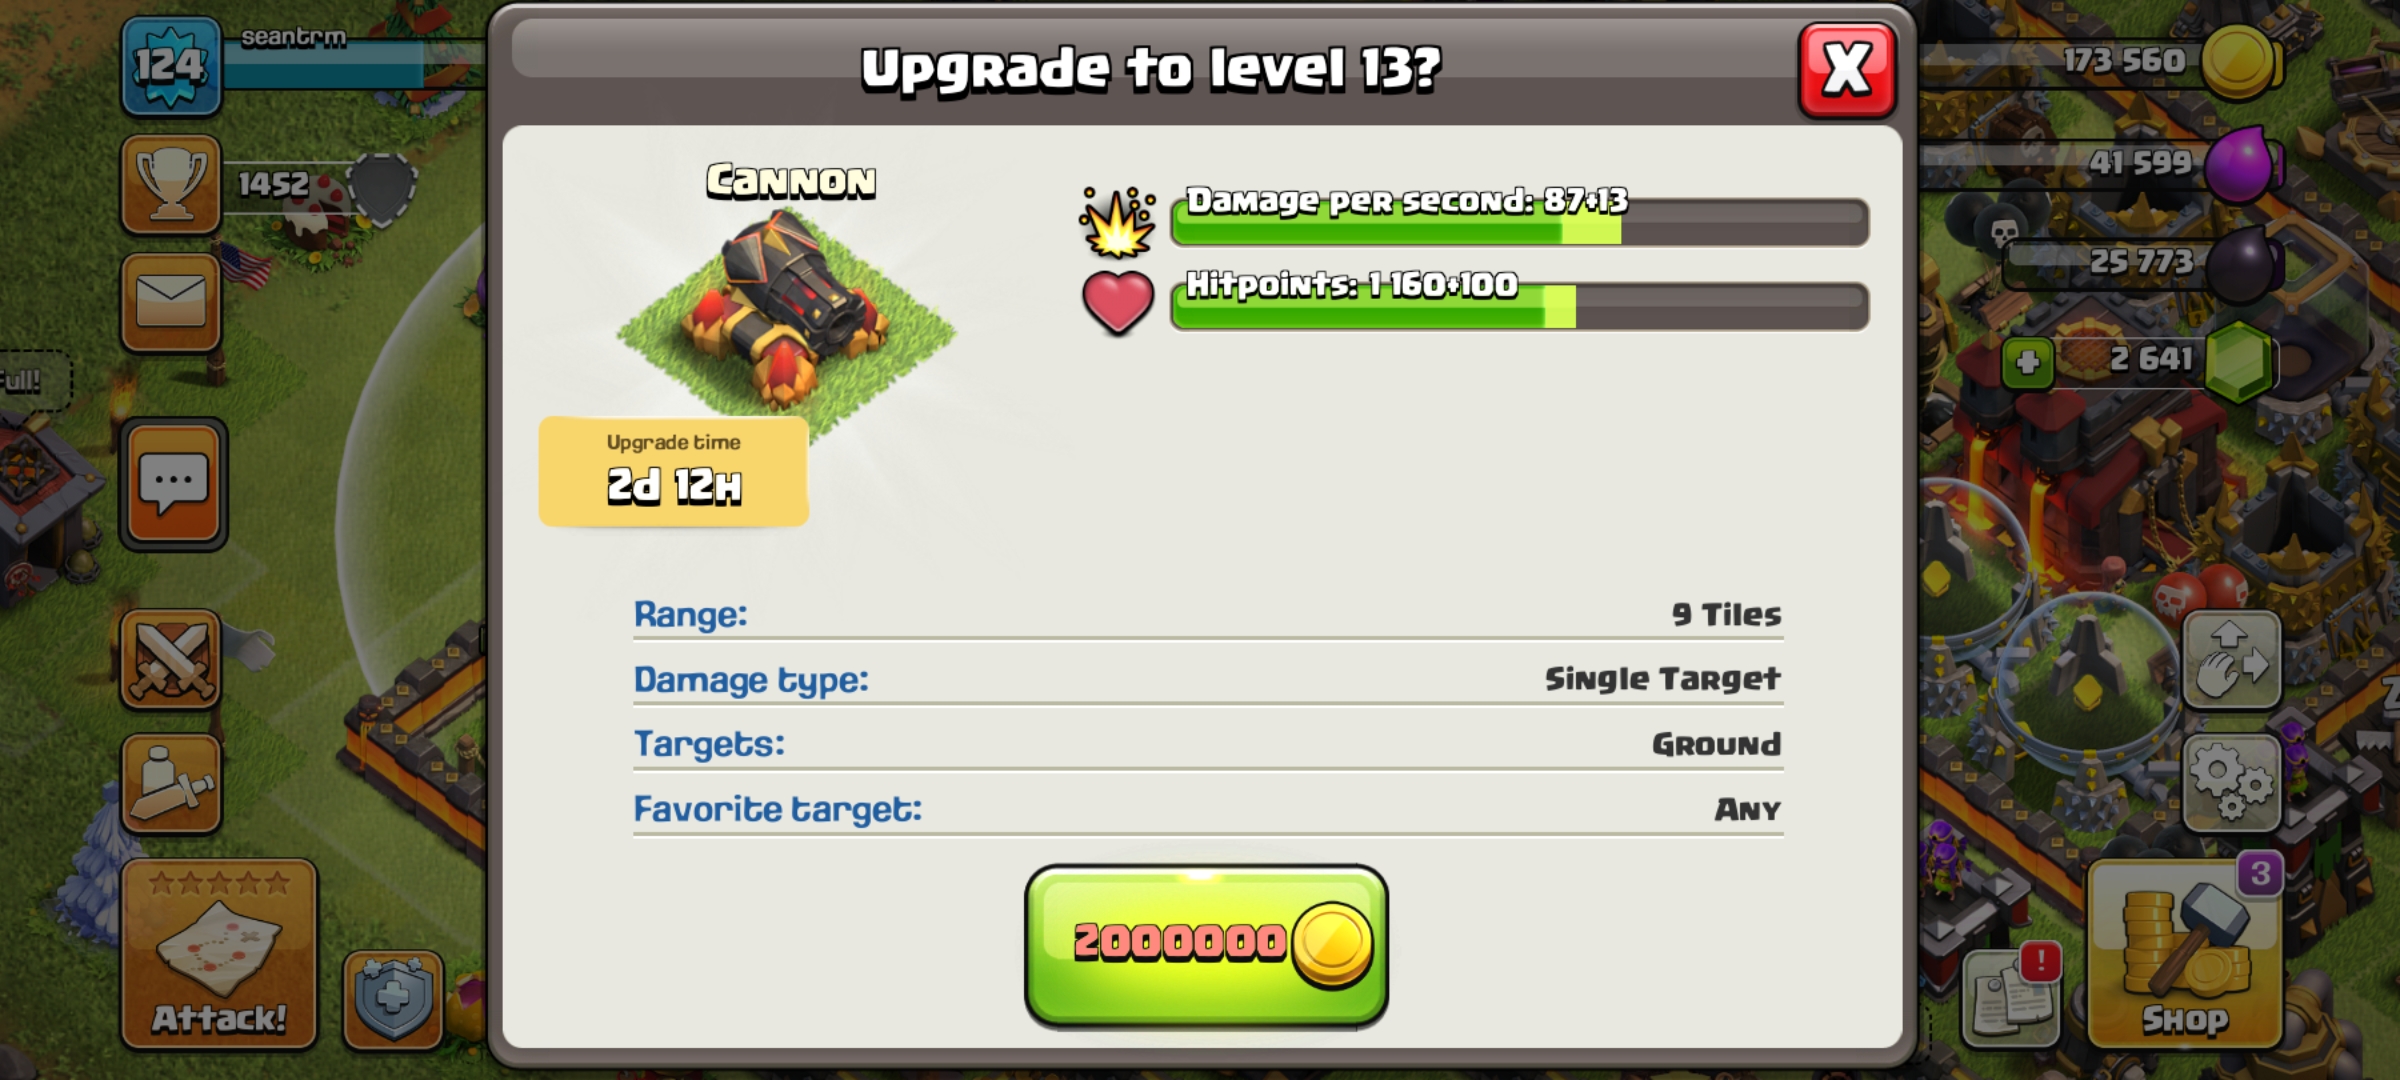 Upgrade to level 13?
124
seantrm
1452
173 560
41 599
25 773
2 641
Full!
Cannon
Damage per second: 87+13
Hitpoints: 1 160+100
Upgrade time
2d 12H
Range: 9 Tiles
Damage type: Single Target
Targets: Ground
Favorite target: Any
2000000
Attack!
!
3
Shop